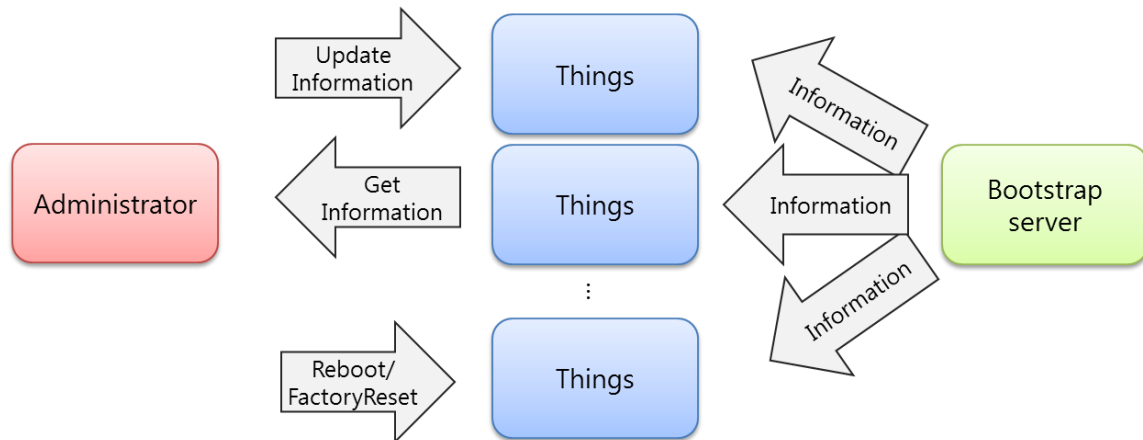 Update
Information
Things
Information
Administrator
Get
Information
Things
Information
Bootstrap
server
...
Information
Reboot/
FactoryReset
Things